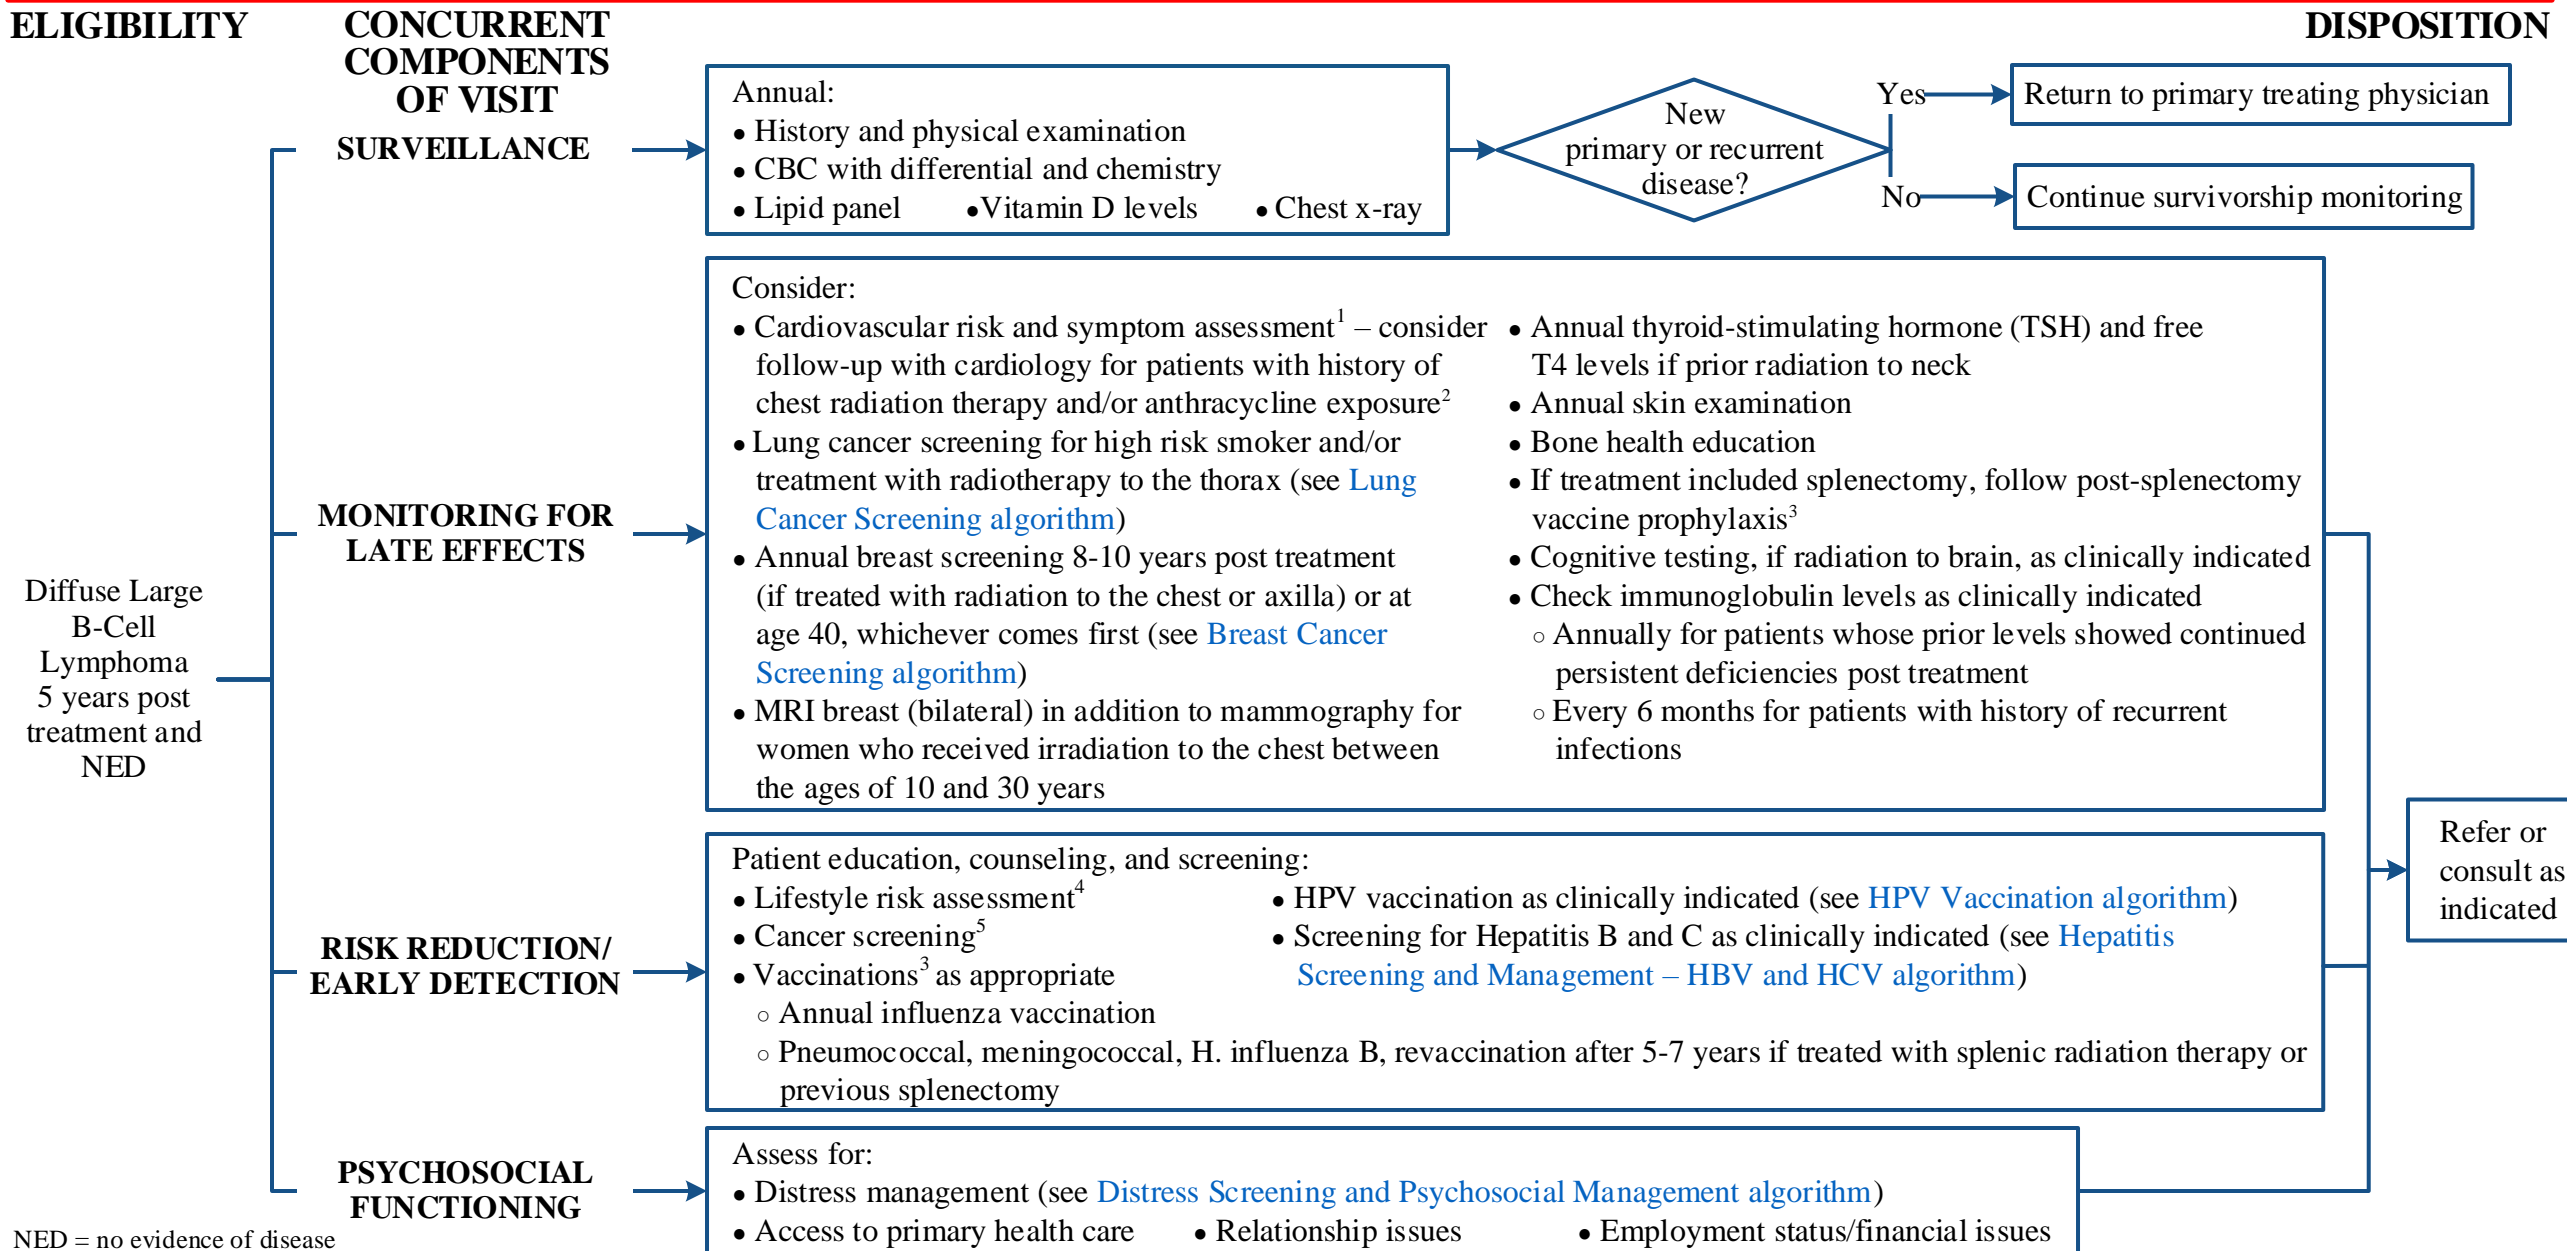 ELIGIBILITY
CONCURRENT
COMPONENTS
OF VISIT
DISPOSITION
Diffuse Large
B-Cell
Lymphoma
5 years post
treatment and
NED
SURVEILLANCE
Annual:
● History and physical examination
● CBC with differential and chemistry
● Lipid panel ●Vitamin D levels ● Chest x-ray
New
primary or recurrent
disease?
Yes
Return to primary treating physician
No
Continue survivorship monitoring
MONITORING FOR
LATE EFFECTS
Consider:
● Cardiovascular risk and symptom assessment¹ – consider
follow-up with cardiology for patients with history of
chest radiation therapy and/or anthracycline exposure²
● Lung cancer screening for high risk smoker and/or
treatment with radiotherapy to the thorax (see Lung
Cancer Screening algorithm)
● Annual breast screening 8-10 years post treatment
(if treated with radiation to the chest or axilla) or at
age 40, whichever comes first (see Breast Cancer
Screening algorithm)
● MRI breast (bilateral) in addition to mammography for
women who received irradiation to the chest between
the ages of 10 and 30 years
● Annual thyroid-stimulating hormone (TSH) and free
T4 levels if prior radiation to neck
● Annual skin examination
● Bone health education
● If treatment included splenectomy, follow post-splenectomy
vaccine prophylaxis³
● Cognitive testing, if radiation to brain, as clinically indicated
● Check immunoglobulin levels as clinically indicated
○ Annually for patients whose prior levels showed continued
persistent deficiencies post treatment
○ Every 6 months for patients with history of recurrent
infections
RISK REDUCTION/
EARLY DETECTION
Patient education, counseling, and screening:
● Lifestyle risk assessment⁴
● Cancer screening⁵
● Vaccinations³ as appropriate
○ Annual influenza vaccination
○ Pneumococcal, meningococcal, H. influenza B, revaccination after 5-7 years if treated with splenic radiation therapy or
previous splenectomy
● HPV vaccination as clinically indicated (see HPV Vaccination algorithm)
● Screening for Hepatitis B and C as clinically indicated (see Hepatitis
Screening and Management – HBV and HCV algorithm)
Refer or
consult as
indicated
PSYCHOSOCIAL
FUNCTIONING
Assess for:
● Distress management (see Distress Screening and Psychosocial Management algorithm)
● Access to primary health care ● Relationship issues ● Employment status/financial issues
NED = no evidence of disease